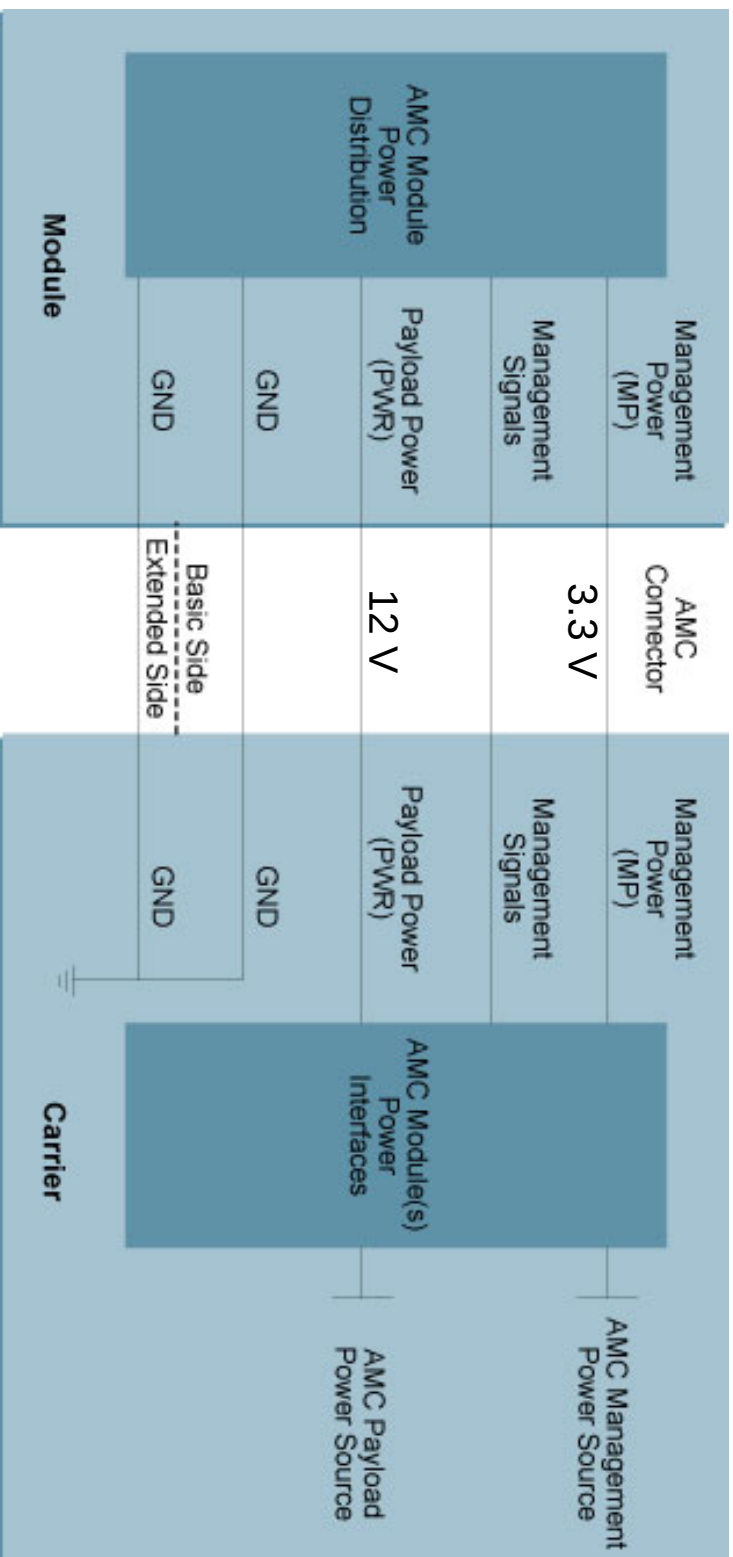 Management
Power
(MP)
AMC
Connector
Management
Power
(MP)
AMC Management
Power Source
3.3 V
Management
Signals
Management
Signals
AMC Module
Power
Distribution
Payload Power
(PWR)
12 V
Payload Power
(PWR)
AMC Module(s)
Power
Interfaces
AMC Payload
Power Source
GND
GND
Basic Side
Extended Side
GND
GND
Module
Carrier